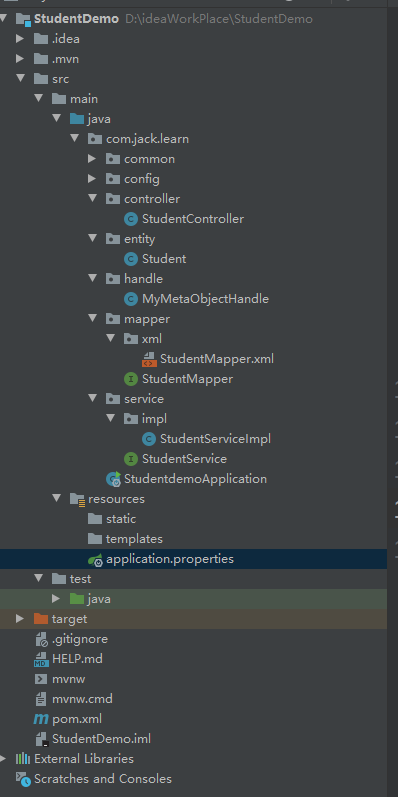 StudentDemo D:\ideaWorkPlace\StudentDemo
.idea
.mvn
src
main
java
com.jack.learn
common
config
controller
StudentController
entity
Student
handle
MyMetaObjectHandle
mapper
xml
StudentMapper.xml
StudentMapper
service
impl
StudentServiceImpl
StudentService
StudentdemoApplication
resources
static
templates
application.properties
test
java
target
.gitignore
HELP.md
mvnw
mvnw.cmd
pom.xml
StudentDemo.iml
External Libraries
Scratches and Consoles